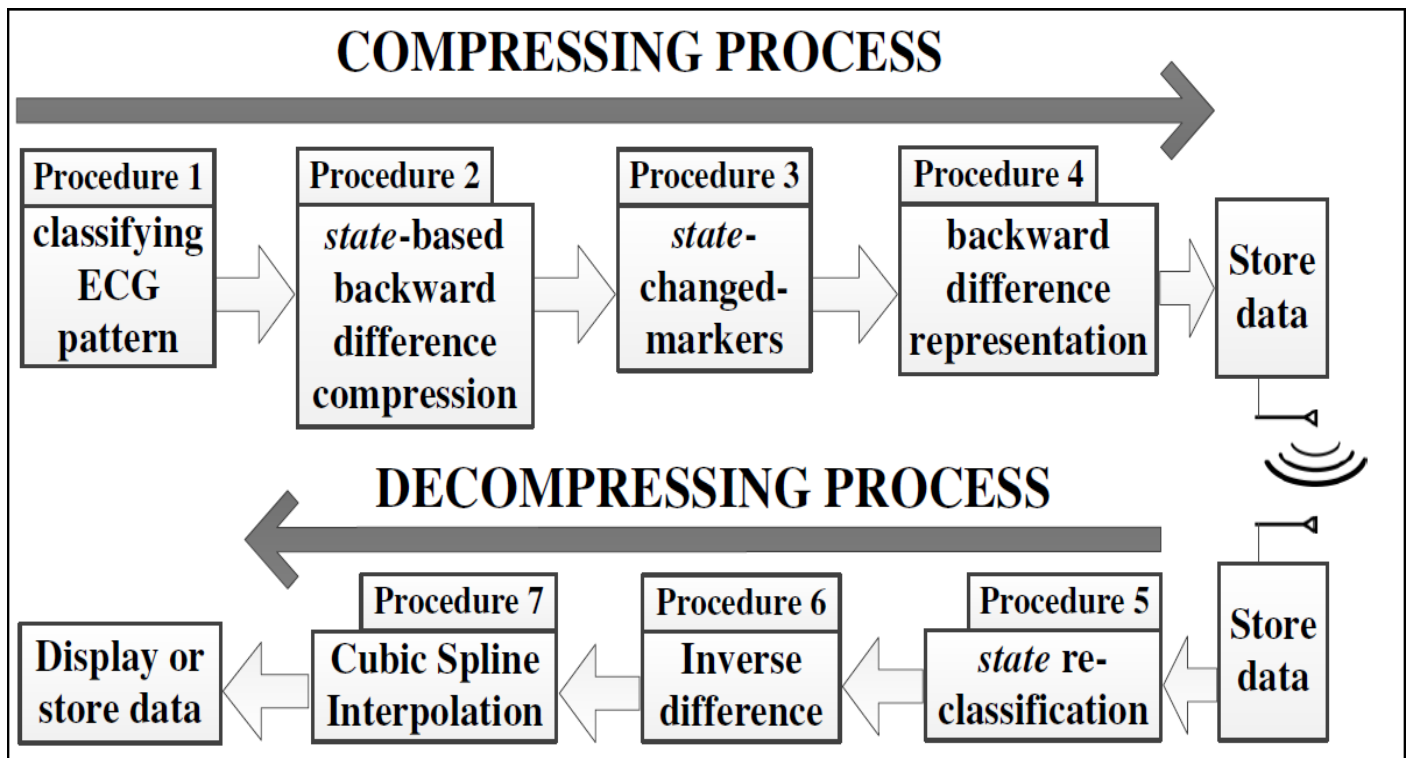 COMPRESSING PROCESS
Procedure 1
classifying
ECG
pattern
Procedure 2
state-based
backward
difference
compression
Procedure 3
state-
changed-
markers
Procedure 4
backward
difference
representation
Store
data
DECOMPRESSING PROCESS
Store
data
Procedure 5
state re-
classification
Procedure 6
Inverse
difference
Procedure 7
Cubic Spline
Interpolation
Display or
store data